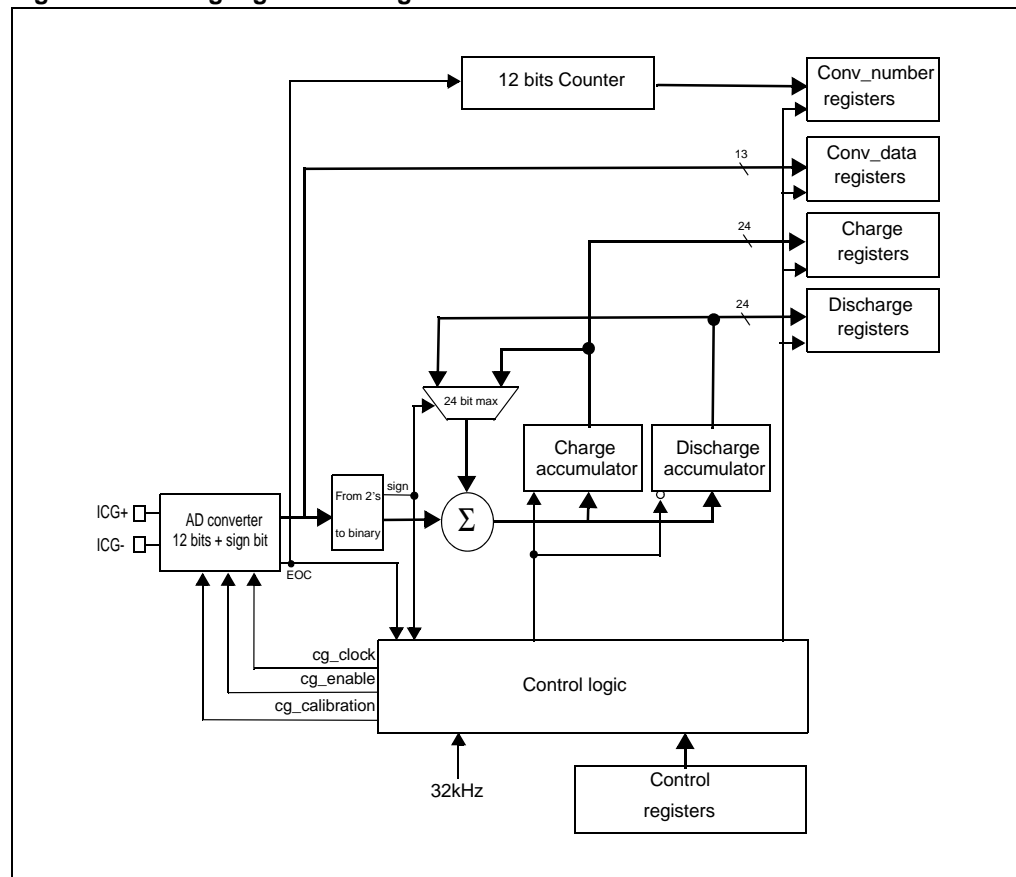 12 bits Counter
Conv_number
registers
13
Conv_data
registers
24
Charge
registers
24
Discharge
registers
24 bit max
Charge
accumulator
Discharge
accumulator
From 2's
to binary
sign
Σ
ICG+
ICG-
AD converter
12 bits + sign bit
EOC
cg_clock
cg_enable
cg_calibration
Control logic
32kHz
Control
registers